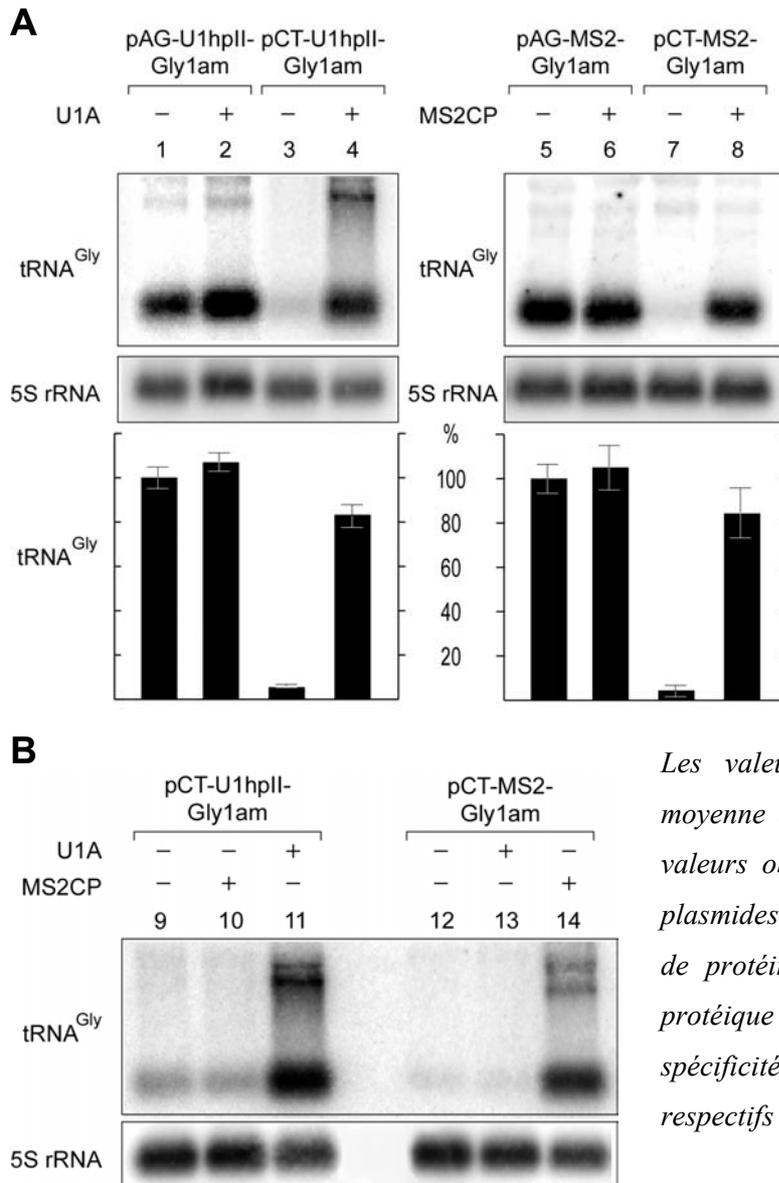 A
pAG-U1hpII-
Gly1am
pCT-U1hpII-
Gly1am
pAG-MS2-
Gly1am
pCT-MS2-
Gly1am
U1A
− + − +
MS2CP
− + − +
1 2 3 4
5 6 7 8
tRNA^Gly
tRNA^Gly
5S rRNA
5S rRNA
%
100
80
60
40
20
tRNA^Gly
B
pCT-U1hpII-
Gly1am
pCT-MS2-
Gly1am
U1A − − + − + −
MS2CP − + − − − +
9 10 11 12 13 14
tRNA^Gly
5S rRNA
Les
moyenne
valeurs
plasmides
de
protéique
spécificité
respectifs